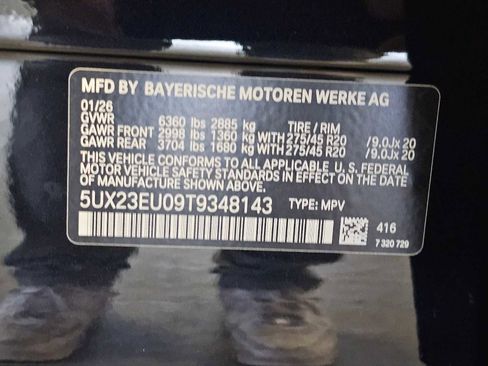 MFD BY BAYERISCHE MOTOREN WERKE AG
01/26
GVWR 6360 lbs 2885 kg TIRE / RIM
GAWR FRONT 2998 lbs 1360 kg WITH 275/45 R20 /9.0Jx 20
GAWR REAR 3704 lbs 1680 kg WITH 275/45 R20 /9.0Jx 20
THIS VEHICLE CONFORMS TO ALL APPLICABLE U.S. FEDERAL
MOTOR VEHICLE SAFETY STANDARDS IN EFFECT ON THE DATE OF
MANUFACTURE SHOWN ABOVE.
5UX23EU09T9348143 TYPE: MPV
416
7 320 729